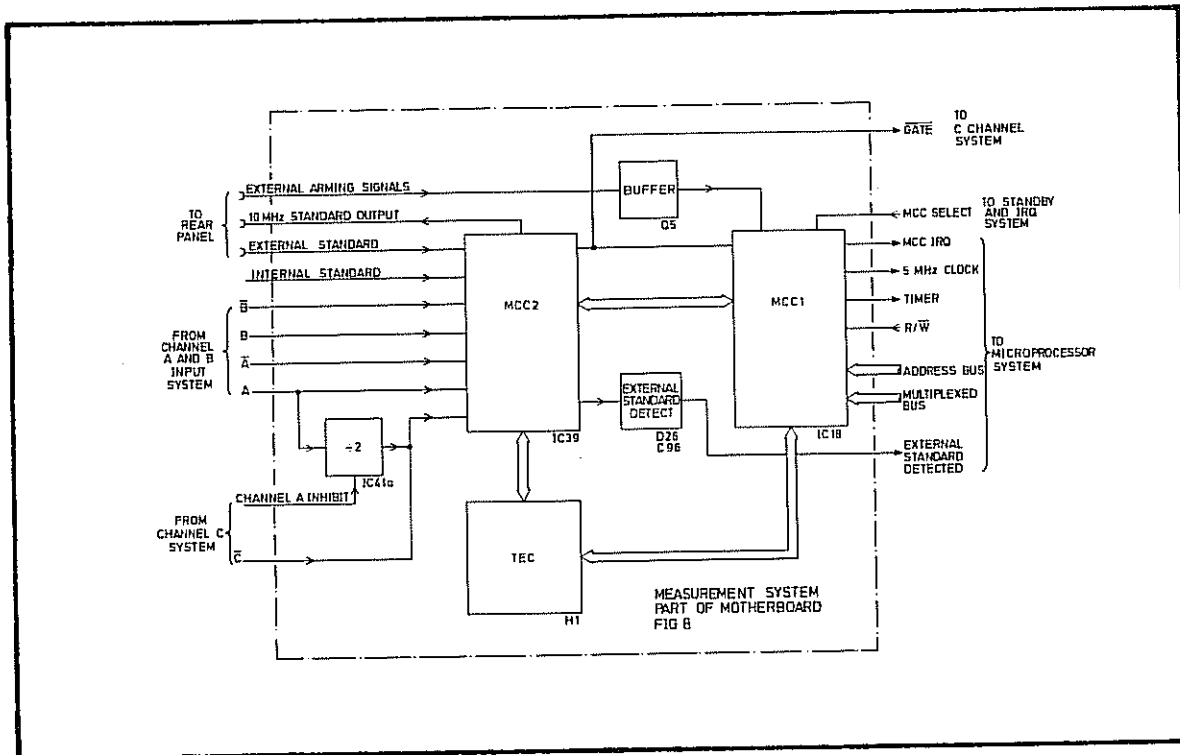 TO
REAR
PANEL
EXTERNAL ARMING SIGNALS
10 MHz STANDARD OUTPUT
EXTERNAL STANDARD
INTERNAL STANDARD
FROM
CHANNEL
A AND B
INPUT
SYSTEM
B̅
B
A̅
A
÷2
IC41a
FROM
CHANNEL C
SYSTEM
CHANNEL A INHIBIT
C̅
MCC2
IC39
TEC
H1
BUFFER
Q5
EXTERNAL
STANDARD
DETECT
D26
C96
MCC1
IC18
G̅A̅T̅E̅
TO
C CHANNEL
SYSTEM
MCC SELECT
TO STANDBY
AND IRQ
SYSTEM
MCC IRQ
5 MHz CLOCK
TIMER
R/W̅
ADDRESS BUS
MULTIPLEXED
BUS
EXTERNAL
STANDARD
DETECTED
TO
MICROPROCESSOR
SYSTEM
MEASUREMENT SYSTEM
PART OF MOTHERBOARD
FIG 8